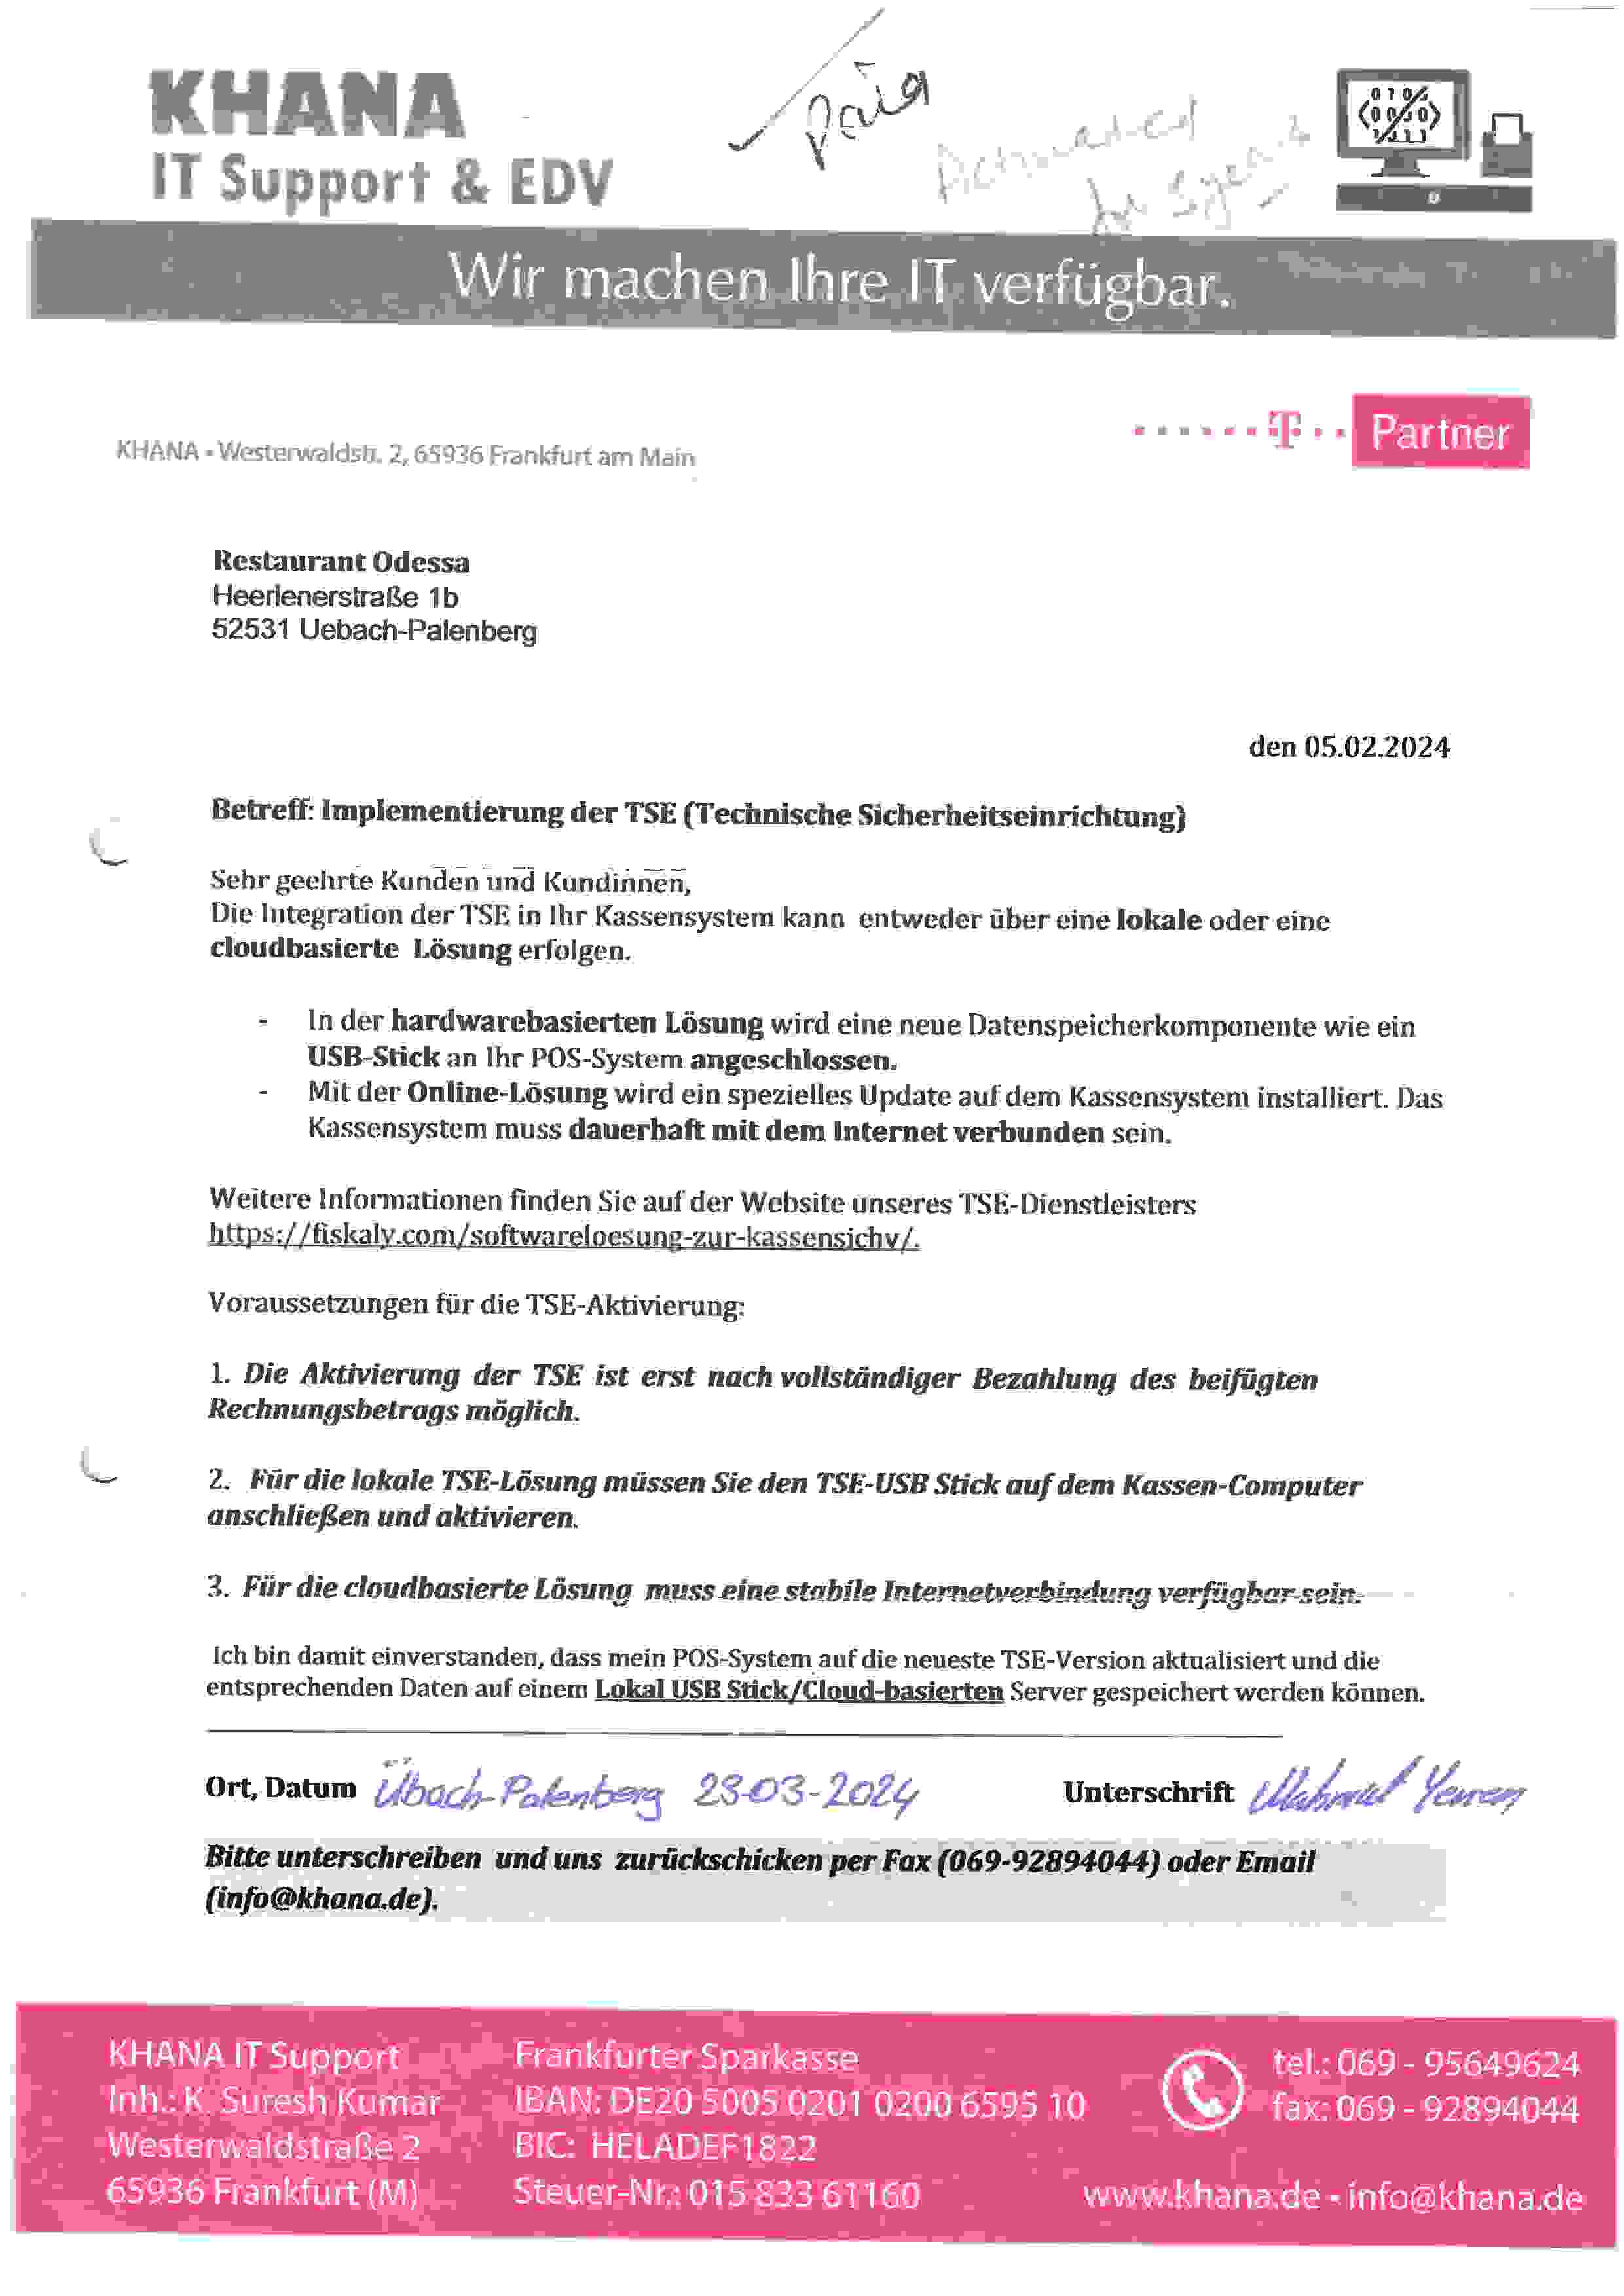 KHANA
IT Support & EDV
Paid
Wir machen Ihre IT verfügbar.
T Partner
KHANA - Westerwaldstr. 2, 65936 Frankfurt am Main
Restaurant Odessa
Heerlenerstraße 1b
52531 Uebach-Palenberg
den 05.02.2024
Betreff: Implementierung der TSE (Technische Sicherheitseinrichtung)
Sehr geehrte Kunden und Kundinnen,
Die Integration der TSE in Ihr Kassensystem kann entweder über eine lokale oder eine
cloudbasierte Lösung erfolgen.
- In der hardwarebasierten Lösung wird eine neue Datenspeicherkomponente wie ein
USB-Stick an Ihr POS-System angeschlossen.
- Mit der Online-Lösung wird ein spezielles Update auf dem Kassensystem installiert. Das
Kassensystem muss dauerhaft mit dem Internet verbunden sein.
Weitere Informationen finden Sie auf der Website unseres TSE-Dienstleisters
https://fiskaly.com/softwareloesung-zur-kassensichv/.
Voraussetzungen für die TSE-Aktivierung:
1. Die Aktivierung der TSE ist erst nach vollständiger Bezahlung des beifügten
Rechnungsbetrags möglich.
2. Für die lokale TSE-Lösung müssen Sie den TSE-USB Stick auf dem Kassen-Computer
anschließen und aktivieren.
3. Für die cloudbasierte Lösung muss eine stabile Internetverbindung verfügbar sein.
Ich bin damit einverstanden, dass mein POS-System auf die neueste TSE-Version aktualisiert und die
entsprechenden Daten auf einem Lokal USB Stick/Cloud-basierten Server gespeichert werden können.
Ort, Datum Übach-Palenberg 23-03-2024 Unterschrift
Bitte unterschreiben und uns zurückschicken per Fax (069-92894044) oder Email
(info@khana.de).
KHANA IT Support
Inh.: K. Suresh Kumar
Westerwaldstraße 2
65936 Frankfurt (M)
Frankfurter Sparkasse
IBAN: DE20 5005 0201 0200 6595 10
BIC: HELADEF1822
Steuer-Nr.: 015 833 61160
tel.: 069 - 95649624
fax: 069 - 92894044
www.khana.de - info@khana.de